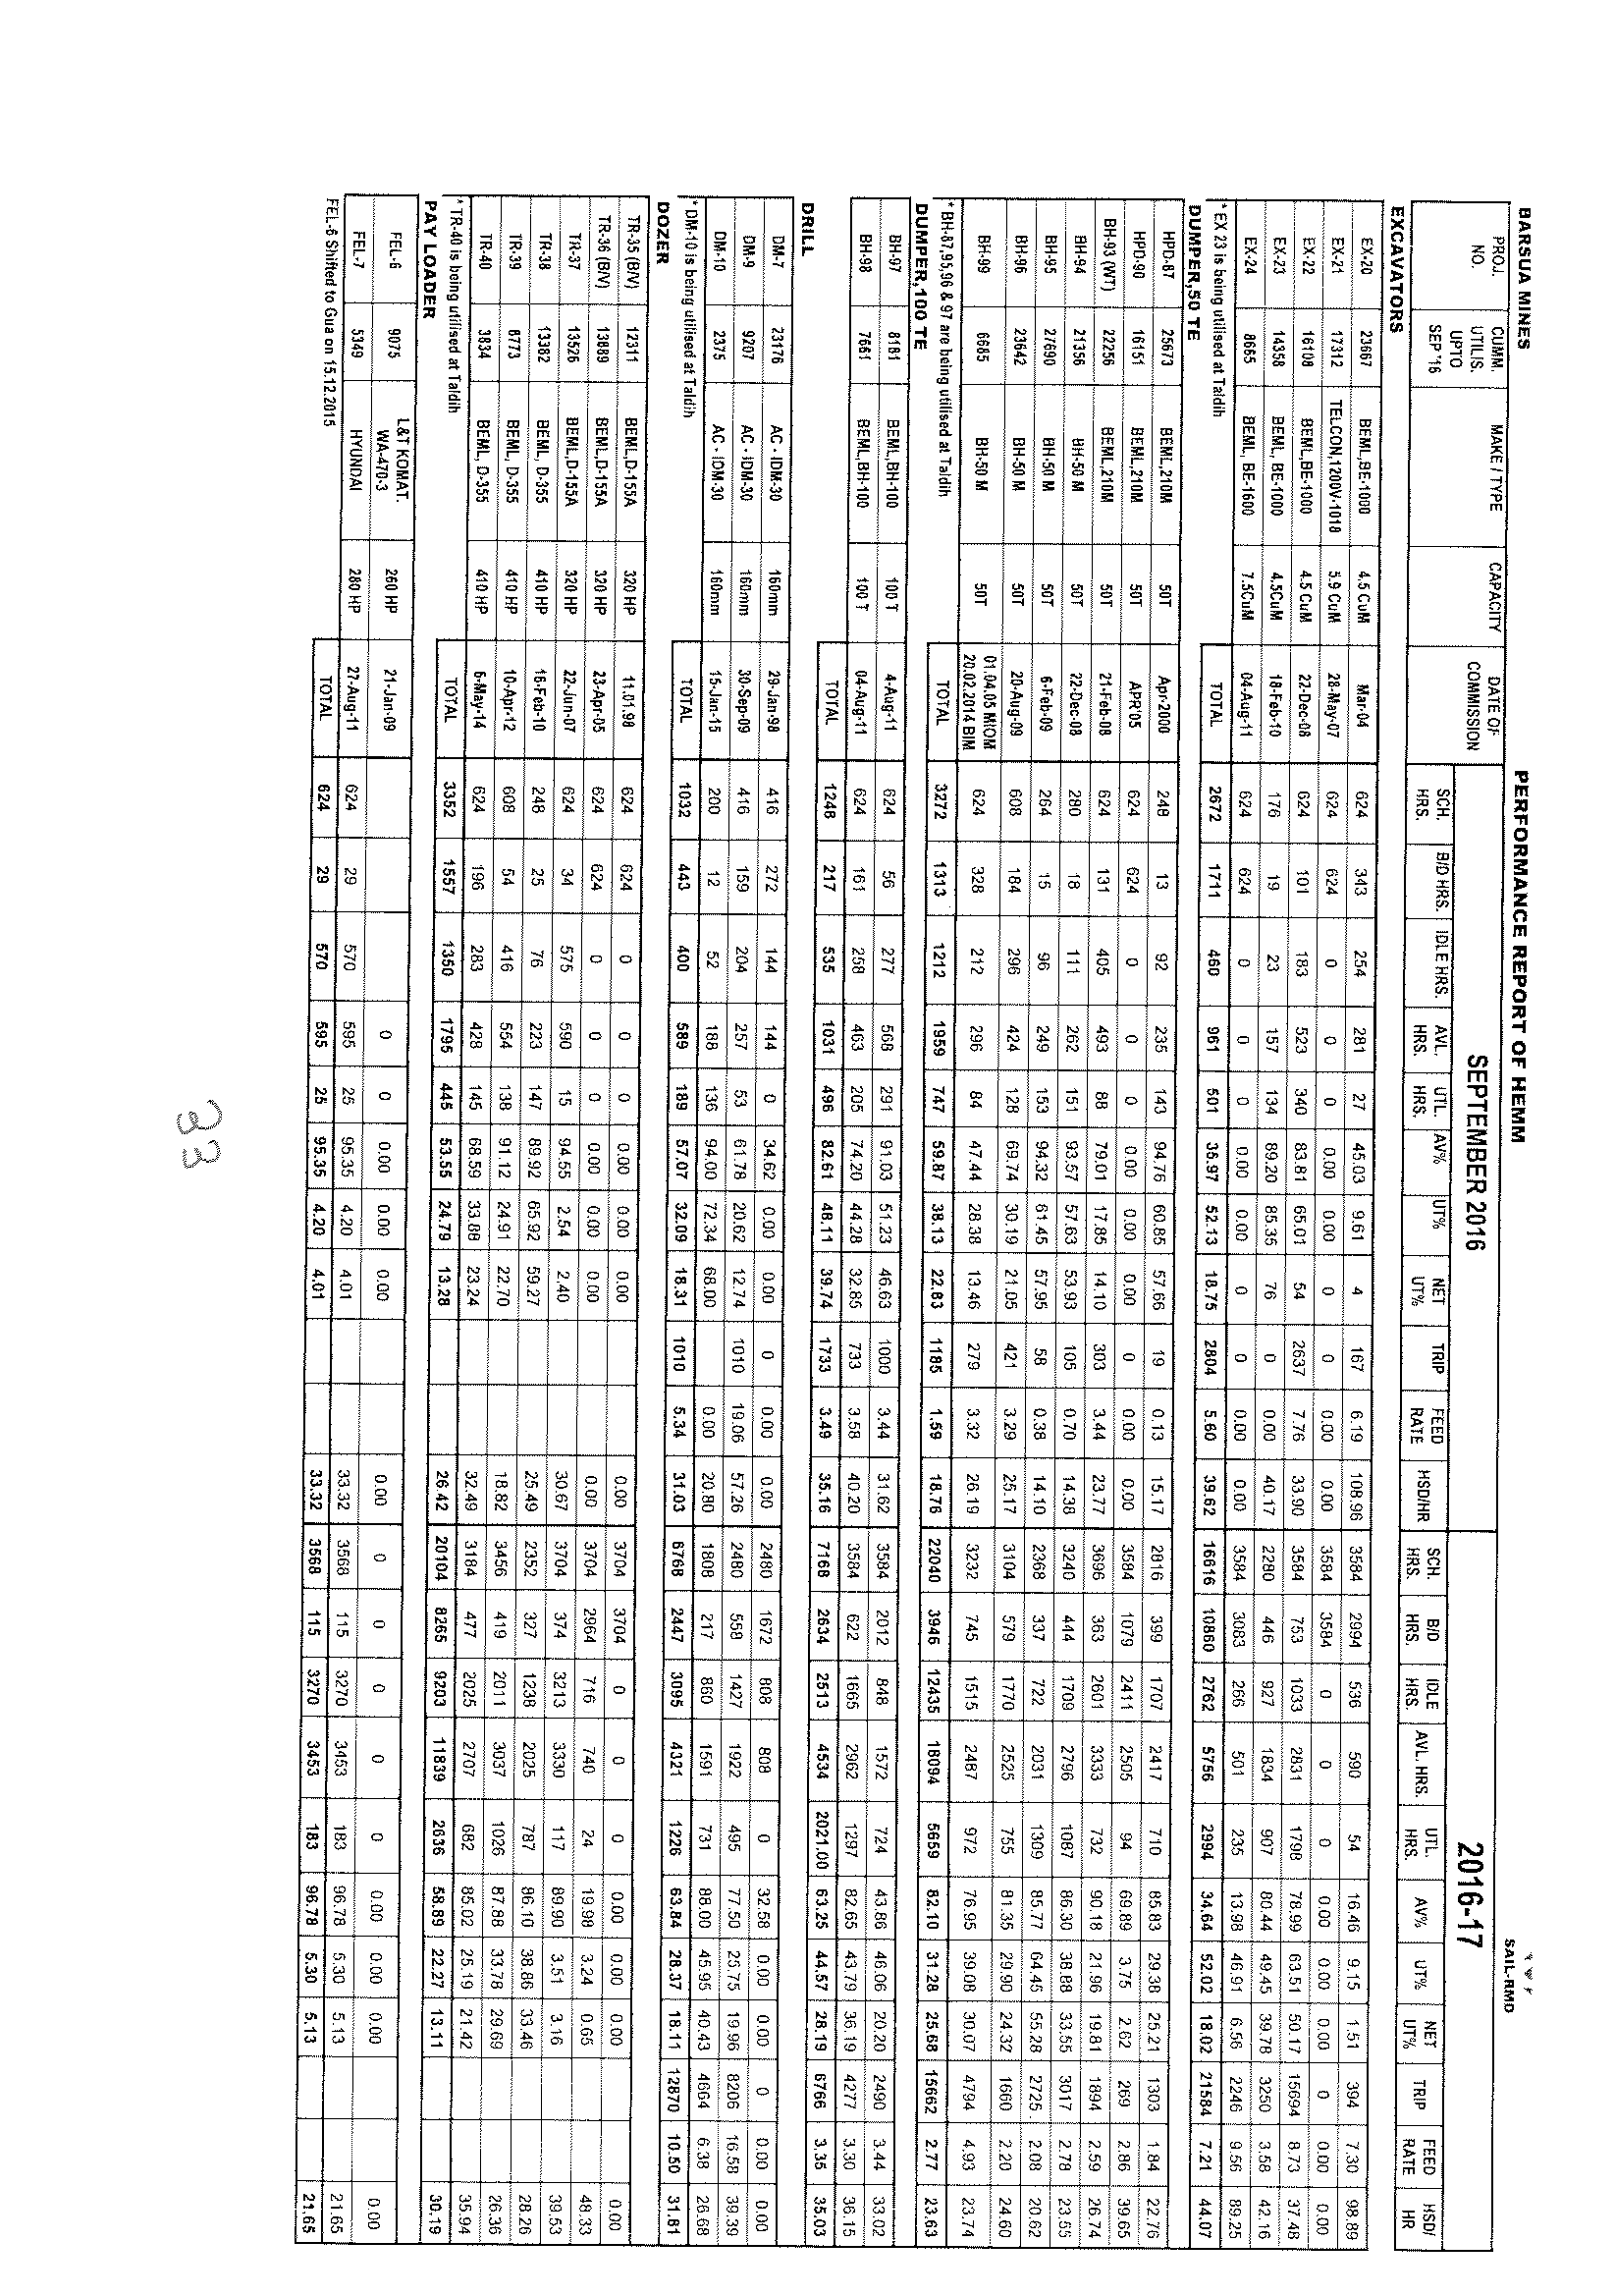 BARSUA MINES PERFORMANCE REPORT OF HEMM SAIL-RMD
PROJ. NO. CUMM. UTILIS. UPTO SEP '16 MAKE / TYPE CAPACITY DATE OF COMMISSION SEPTEMBER 2016 2016-17
SCH. HRS. B/D HRS. IDLE HRS. AVL. HRS. UTL. HRS. AV% UT% NET UT% TRIP FEED RATE HSD/HR SCH. HRS. B/D HRS. IDLE HRS. AVL. HRS. UTL. HRS. AV% UT% NET UT% TRIP FEED RATE HSD/ HR
EXCAVATORS
EX-20 23667 BEML,BE-1000 4.5 CuM Mar-04 624 343 254 281 27 45.03 9.61 4 167 6.19 108.96 3584 2994 536 590 54 16.46 9.15 1.51 394 7.30 98.89
EX-21 17312 TELCON,1200V-1018 5.9 CuM 28-May-07 624 624 0 0 0 0.00 0.00 0 0 0.00 0.00 3584 3584 0 0 0 0.00 0.00 0.00 0 0.00 0.00
EX-22 16108 BEML,BE-1000 4.5 CuM 22-Dec-08 624 101 183 523 340 83.81 65.01 54 2637 7.76 33.90 3584 753 1033 2831 1798 78.99 63.51 50.17 15694 8.73 37.48
EX-23 14358 BEML, BE-1000 4.5CuM 18-Feb-10 176 19 23 157 134 89.20 85.35 76 0 0.00 40.17 2280 446 927 1834 907 80.44 49.45 39.78 3250 3.58 42.16
EX-24 8665 BEML, BE-1600 7.5CuM 04-Aug-11 624 624 0 0 0 0.00 0.00 0 0 0.00 0.00 3584 3083 266 501 235 13.98 46.91 6.56 2246 9.56 89.25
* EX 23 is being utilised at Taldih TOTAL 2672 1711 460 961 501 35.97 52.13 18.75 2804 5.60 39.62 16616 10860 2762 5756 2994 34.64 52.02 18.02 21584 7.21 44.07
DUMPER,50 TE
HPD-87 25673 BEML,210M 50T Apr-2000 248 13 92 235 143 94.76 60.85 57.66 19 0.13 15.17 2816 399 1707 2417 710 85.83 29.38 25.21 1303 1.84 22.76
HPD-90 16151 BEML,210M 50T APR'05 624 624 0 0 0 0.00 0.00 0.00 0 0.00 0.00 3584 1079 2411 2505 94 69.89 3.75 2.62 269 2.86 39.65
BH-93 (WT) 22256 BEML,210M 50T 21-Feb-08 624 131 405 493 88 79.01 17.85 14.10 303 3.44 23.77 3696 363 2601 3333 732 90.18 21.96 19.81 1894 2.59 26.74
BH-94 21356 BH-50 M 50T 22-Dec-08 280 18 111 262 151 93.57 57.63 53.93 105 0.70 14.38 3240 444 1709 2796 1087 86.30 38.88 33.55 3017 2.78 23.55
BH-95 27690 BH-50 M 50T 6-Feb-09 264 15 96 249 153 94.32 61.45 57.95 58 0.38 14.10 2368 337 722 2031 1309 85.77 64.45 55.28 2725 2.08 20.62
BH-96 23642 BH-50 M 50T 20-Aug-09 608 184 296 424 128 69.74 30.19 21.05 421 3.29 25.17 3104 579 1770 2525 755 81.35 29.90 24.32 1660 2.20 24.60
BH-99 6685 BH-50 M 50T 01.04.05 MIOM 20.02.2014 BIM 624 328 212 296 84 47.44 28.38 13.46 279 3.32 26.19 3232 745 1515 2487 972 76.95 39.08 30.07 4794 4.93 23.74
* BH-87,95,96 & 97 are being utilised at Taldih TOTAL 3272 1313 1212 1959 747 59.87 38.13 22.83 1185 1.59 18.76 22040 3946 12435 18094 5659 82.10 31.28 25.68 15662 2.77 23.63
DUMPER,100 TE
BH-97 8181 BEML,BH-100 100 T 4-Aug-11 624 56 277 568 291 91.03 51.23 46.63 1000 3.44 31.62 3584 2012 848 1572 724 43.86 46.06 20.20 2490 3.44 33.02
BH-98 7661 BEML,BH-100 100 T 04-Aug-11 624 161 258 463 205 74.20 44.28 32.85 733 3.58 40.20 3584 622 1665 2962 1297 82.65 43.79 36.19 4277 3.30 36.15
TOTAL 1248 217 535 1031 496 82.61 48.11 39.74 1733 3.49 35.16 7168 2634 2513 4534 2021.00 63.25 44.57 28.19 6766 3.35 35.03
DRILL
DM-7 23176 AC - IDM-30 160mm 29-Jan-98 416 272 144 144 0 34.62 0.00 0.00 0 0.00 0.00 2480 1672 808 808 0 32.58 0.00 0.00 0 0.00 0.00
DM-9 9207 AC - IDM-30 160mm 30-Sep-09 416 159 204 257 53 61.78 20.62 12.74 1010 19.06 57.26 2480 558 1427 1922 495 77.50 25.75 19.96 8206 16.58 39.39
DM-10 2375 AC - IDM-30 160mm 15-Jan-15 200 12 52 188 136 94.00 72.34 68.00 0.00 20.80 1808 217 860 1591 731 88.00 45.95 40.43 4664 6.38 26.68
* DM-10 is being utilised at Taldih TOTAL 1032 443 400 589 189 57.07 32.09 18.31 1010 5.34 31.03 6768 2447 3095 4321 1226 63.84 28.37 18.11 12870 10.50 31.81
DOZER
TR-35 (B/V) 12311 BEML,D-155A 320 HP 11.01.99 624 624 0 0 0 0.00 0.00 0.00 0.00 3704 3704 0 0 0 0.00 0.00 0.00 0.00
TR-36 (B/V) 13889 BEML,D-155A 320 HP 23-Apr-05 624 624 0 0 0 0.00 0.00 0.00 0.00 3704 2964 716 740 24 19.98 3.24 0.65 48.33
TR-37 13526 BEML,D-155A 320 HP 22-Jun-07 624 34 575 590 15 94.55 2.54 2.40 30.67 3704 374 3213 3330 117 89.90 3.51 3.16 39.53
TR-38 13382 BEML, D-355 410 HP 16-Feb-10 248 25 76 223 147 89.92 65.92 59.27 25.49 2352 327 1238 2025 787 86.10 38.86 33.46 28.26
TR-39 8773 BEML, D-355 410 HP 10-Apr-12 608 54 416 554 138 91.12 24.91 22.70 18.82 3456 419 2011 3037 1026 87.88 33.78 29.69 26.36
TR-40 3834 BEML, D-355 410 HP 5-May-14 624 196 283 428 145 68.59 33.88 23.24 32.49 3184 477 2025 2707 682 85.02 25.19 21.42 35.94
* TR-40 is being utilised at Taldih TOTAL 3352 1557 1350 1795 445 53.55 24.79 13.28 26.42 20104 8265 9203 11839 2636 58.89 22.27 13.11 30.19
PAY LOADER
FEL-6 9075 L&T KOMAT. WA-470-3 260 HP 21-Jan-09 0 0 0.00 0.00 0.00 0.00 0 0 0 0 0 0.00 0.00 0.00 0.00
FEL-7 5349 HYUNDAI 280 HP 27-Aug-11 624 29 570 595 25 95.35 4.20 4.01 33.32 3568 115 3270 3453 183 96.78 5.30 5.13 21.65
FEL-6 Shifted to Gua on 15.12.2015 TOTAL 624 29 570 595 25 95.35 4.20 4.01 33.32 3568 115 3270 3453 183 96.78 5.30 5.13 21.65
33